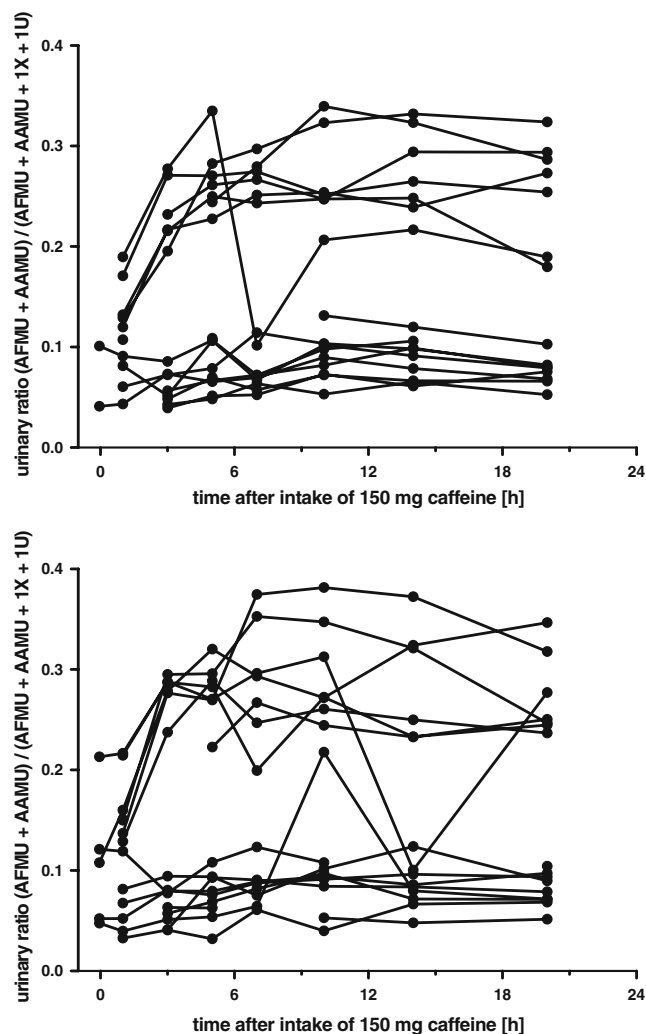 urinary ratio (AFMU + AAMU) / (AFMU + AAMU + 1X + 1U)
0.4
0.3
0.2
0.1
0.0
0 6 12 18 24
time after intake of 150 mg caffeine [h]
urinary ratio (AFMU + AAMU) / (AFMU + AAMU + 1X + 1U)
0.4
0.3
0.2
0.1
0.0
0 6 12 18 24
time after intake of 150 mg caffeine [h]